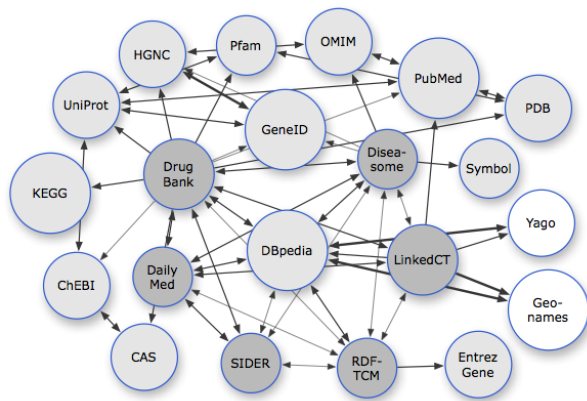 HGNC
Pfam
OMIM
PubMed
UniProt
GeneID
PDB
Drug
Bank
Disea-
some
Symbol
KEGG
DBpedia
Yago
ChEBI
Daily
Med
LinkedCT
Geo-
names
CAS
SIDER
RDF-
TCM
Entrez
Gene